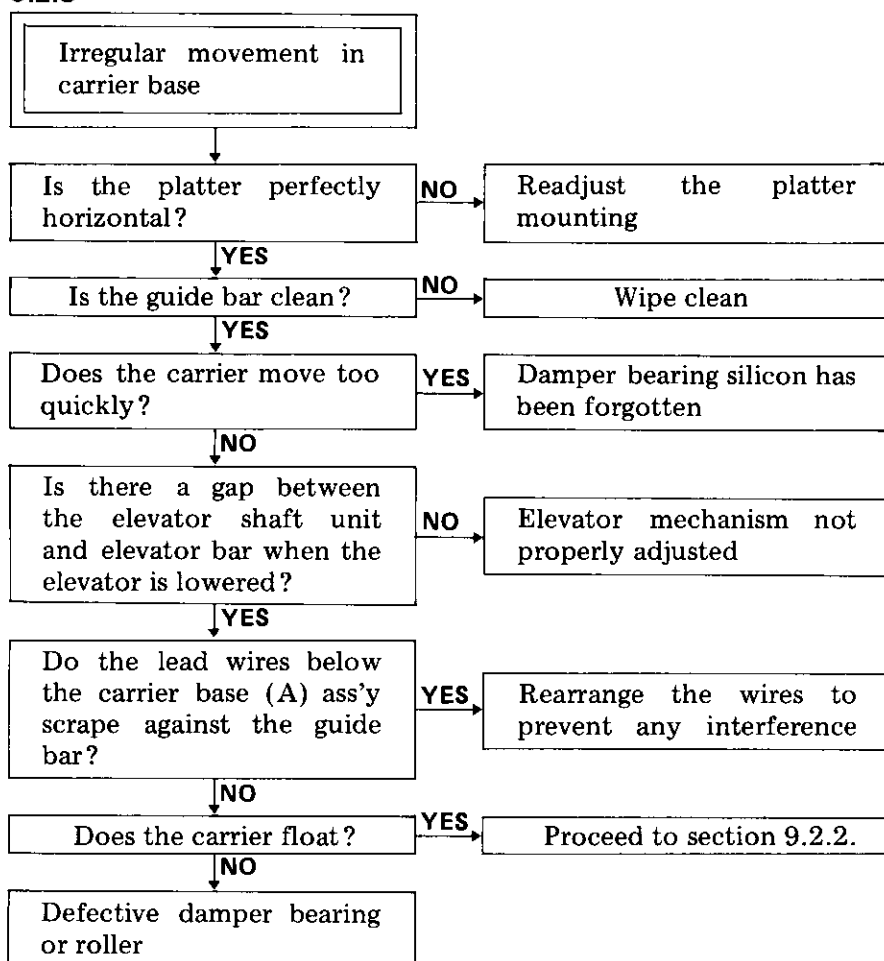 Irregular movement in
carrier base
Is the platter perfectly
horizontal?
NO
Readjust the platter
mounting
YES
Is the guide bar clean?
NO
Wipe clean
YES
Does the carrier move too
quickly?
YES
Damper bearing silicon has
been forgotten
NO
Is there a gap between
the elevator shaft unit
and elevator bar when the
elevator is lowered?
NO
Elevator mechanism not
properly adjusted
YES
Do the lead wires below
the carrier base (A) ass'y
scrape against the guide
bar?
YES
Rearrange the wires to
prevent any interference
NO
Does the carrier float?
YES
Proceed to section 9.2.2.
NO
Defective damper bearing
or roller